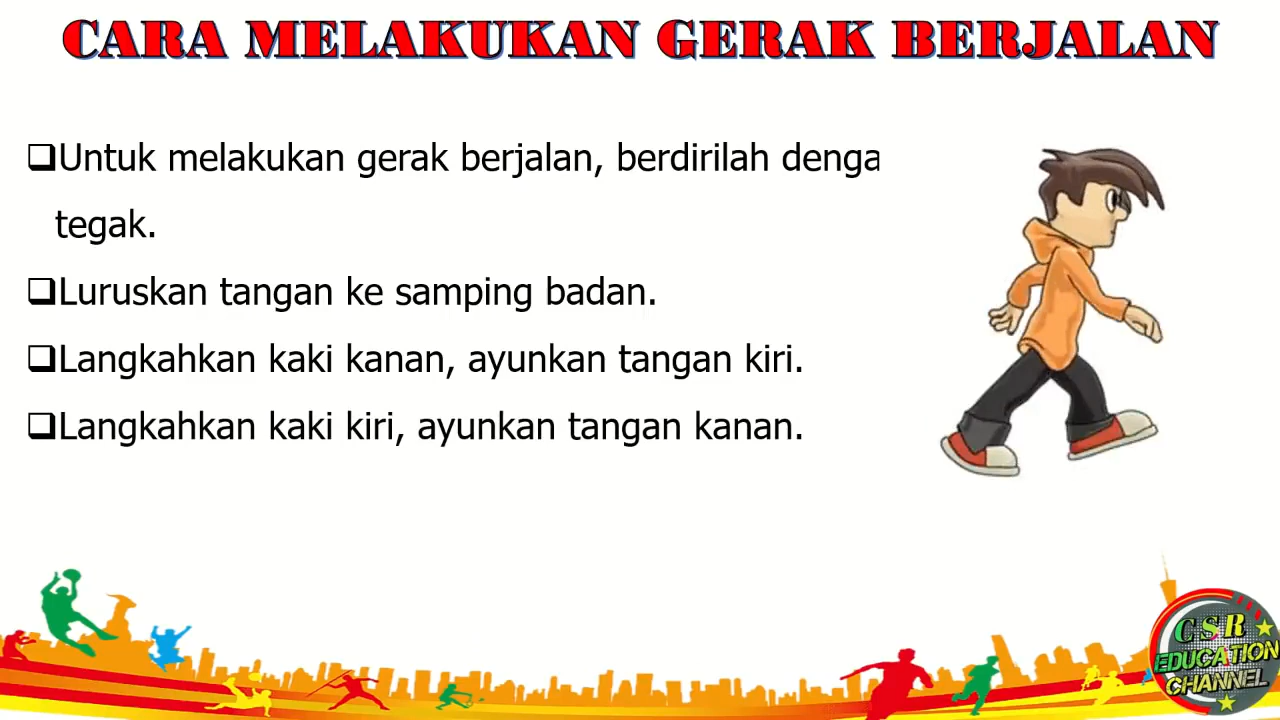 CARA MELAKUKAN GERAK BERJALAN
❑Untuk melakukan gerak berjalan, berdirilah denga
tegak.
❑Luruskan tangan ke samping badan.
❑Langkahkan kaki kanan, ayunkan tangan kiri.
❑Langkahkan kaki kiri, ayunkan tangan kanan.
CSR
EDUCATION
CHANNEL